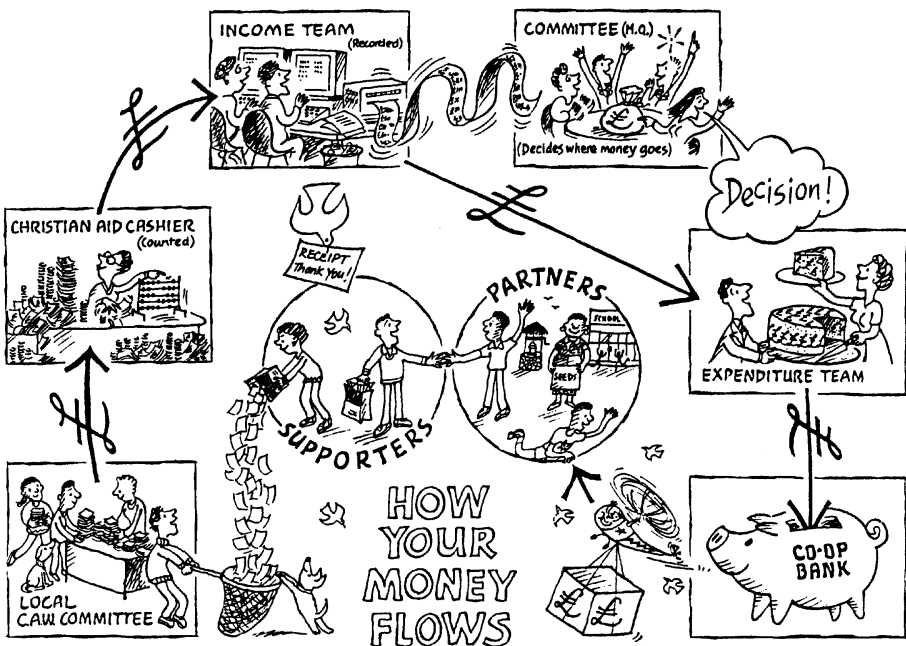 INCOME TEAM
(Recorded)
COMMITTEE (H.Q.)
£
(Decides where money goes)
Decision!
CHRISTIAN AID CASHIER
(Counted)
£
RECEIPT
Thank You!
£
PARTNERS
SCHOOL
SEEDS
SUPPORTERS
EXPENDITURE TEAM
£
£
LOCAL
C.A.W. COMMITTEE
HOW
YOUR
MONEY
FLOWS
£ £
CO-OP
BANK